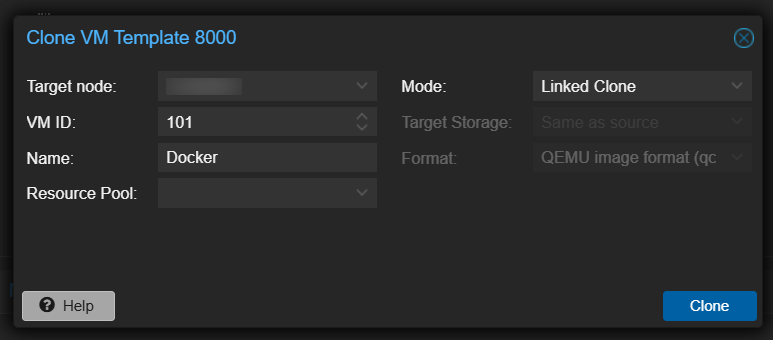 Clone VM Template 8000
Target node:
Mode: Linked Clone
VM ID: 101
Target Storage: Same as source
Name: Docker
Format: QEMU image format (qc
Resource Pool:
Help
Clone